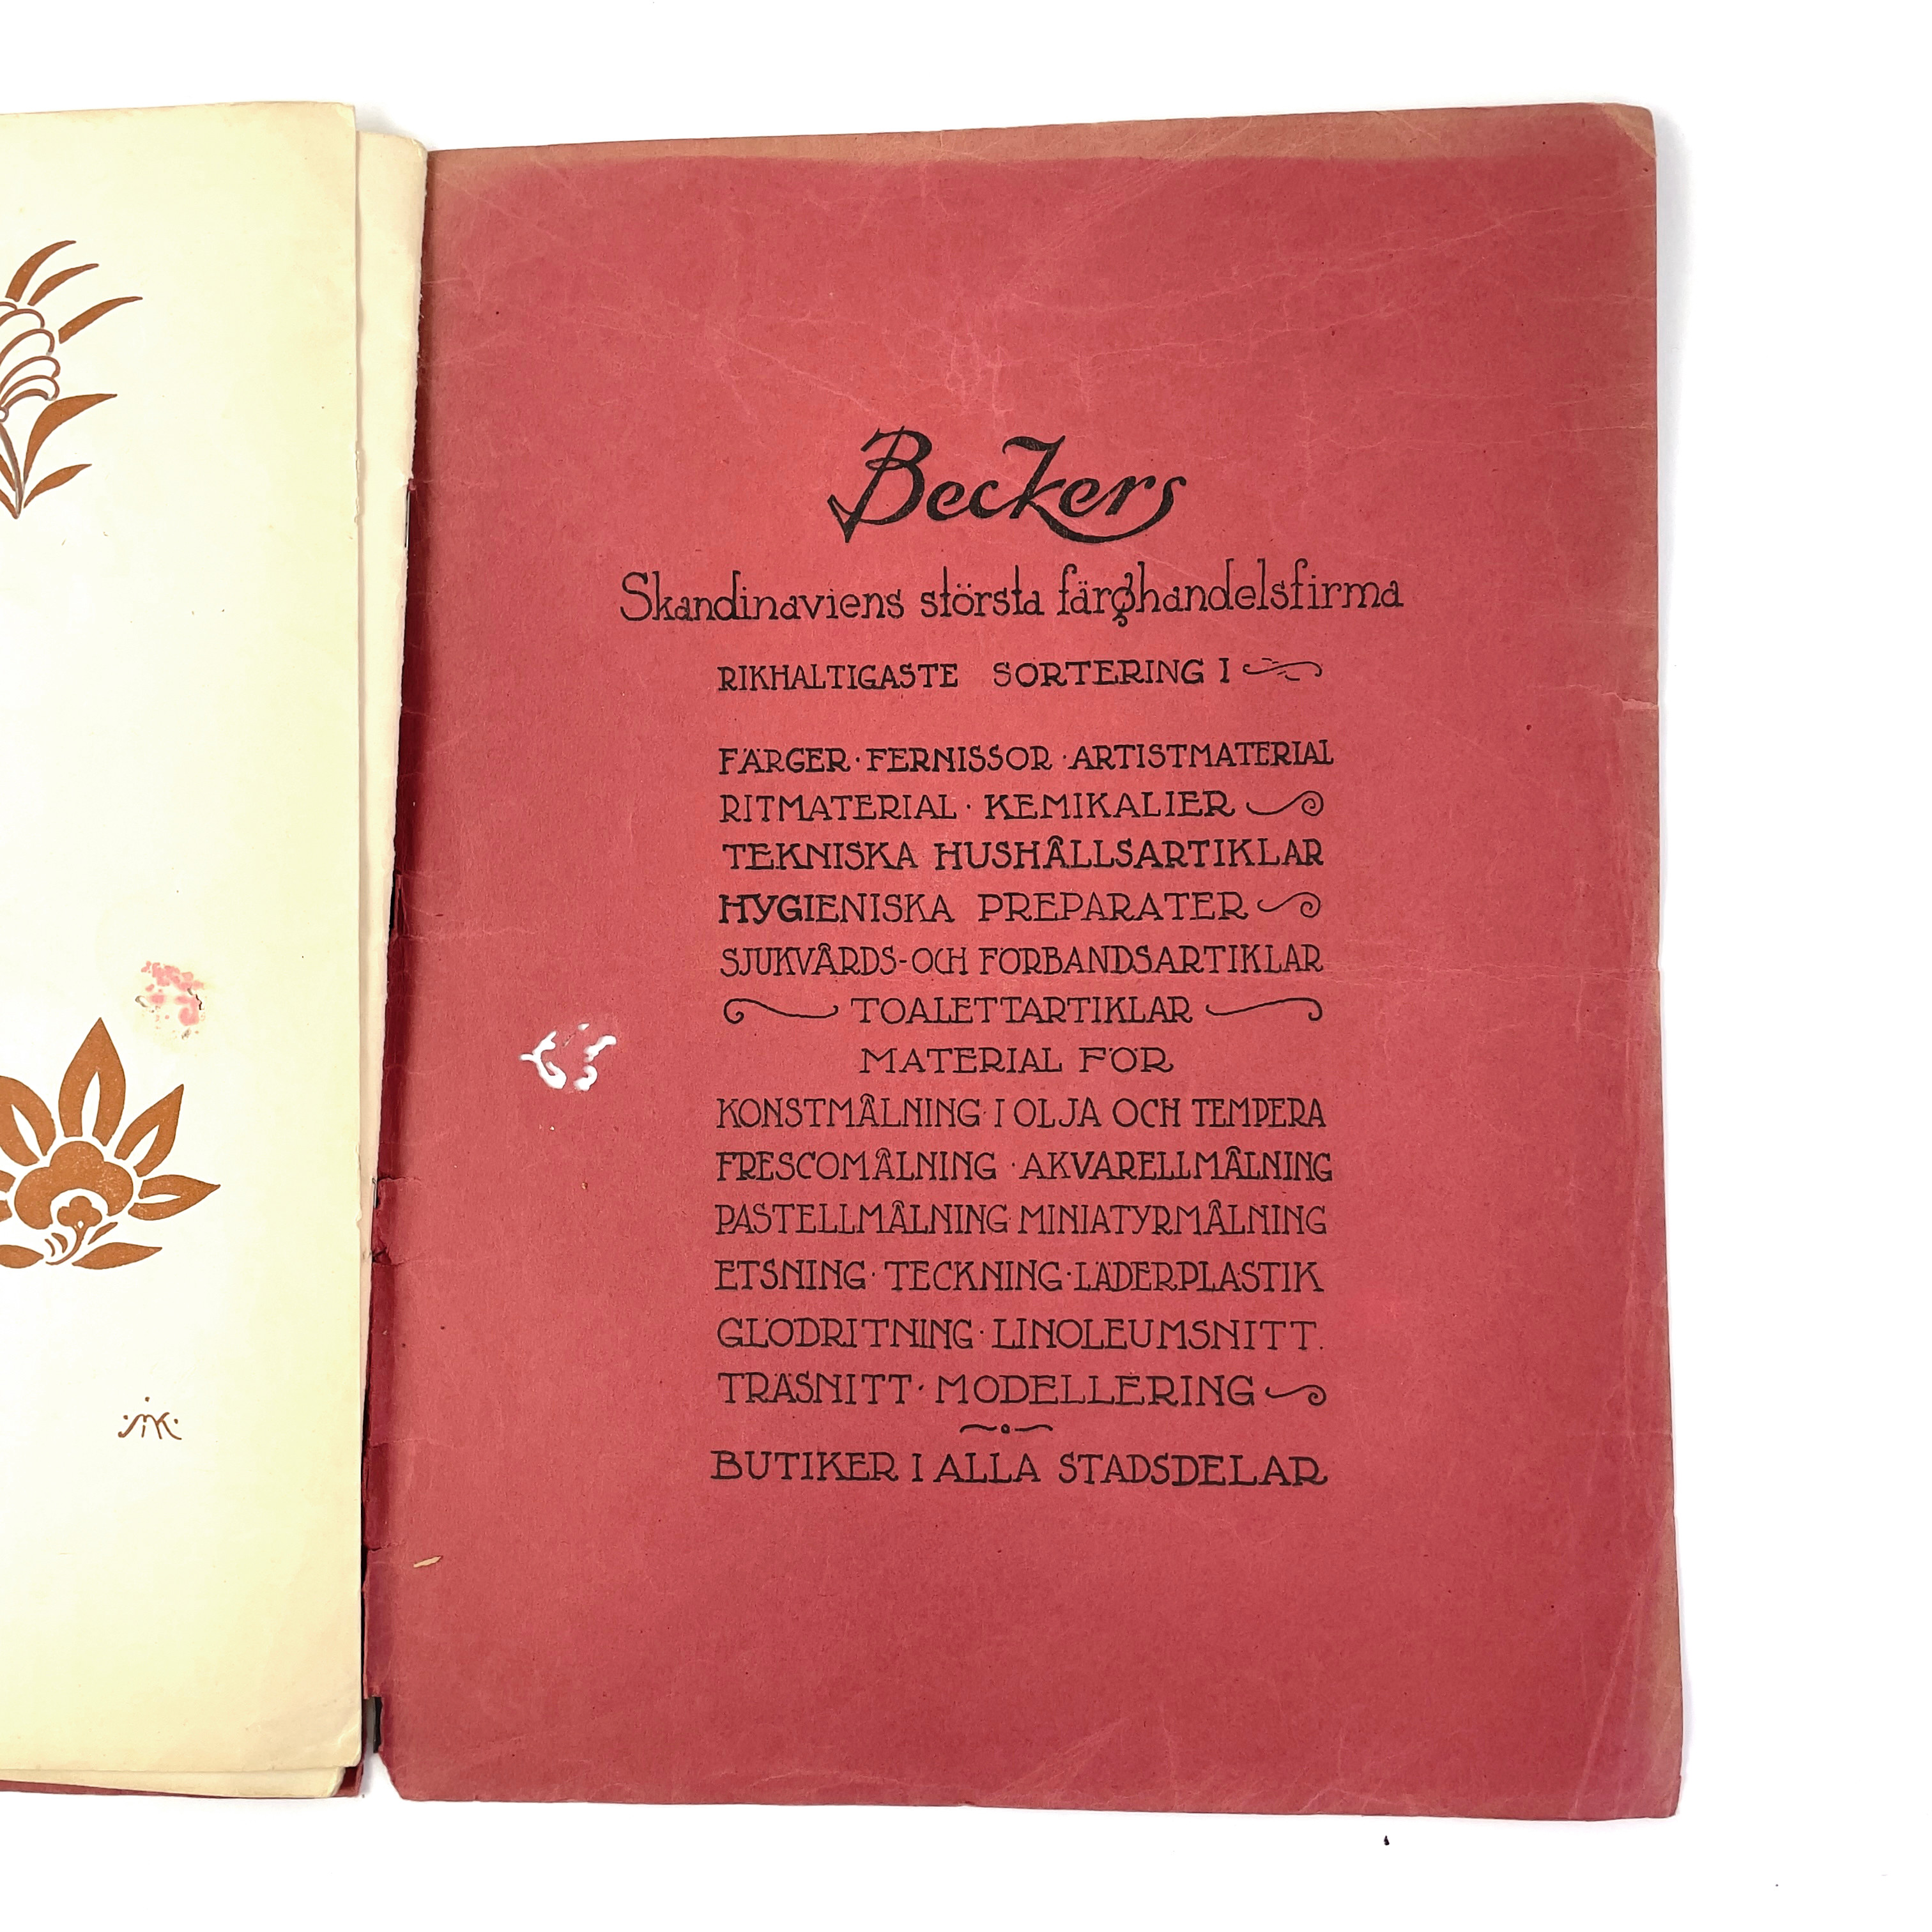 Beckers
Skandinaviens största färghandelsfirma
RIKHALTIGASTE SORTERING I
FÄRGER · FERNISSOR · ARTISTMATERIAL
RITMATERIAL · KEMIKALIER
TEKNISKA HUSHÅLLSARTIKLAR
HYGIENISKA PREPARATER
SJUKVÅRDS- OCH FÖRBANDSARTIKLAR
TOALETTARTIKLAR
MATERIAL FÖR
KONSTMÅLNING I OLJA OCH TEMPERA
FRESCOMÅLNING · AKVARELLMÅLNING
PASTELLMÅLNING · MINIATYRMÅLNING
ETSNING · TECKNING · LÄDERPLASTIK
GLÖDRITNING · LINOLEUMSNITT.
TRÄSNITT · MODELLERING
BUTIKER I ALLA STADSDELAR